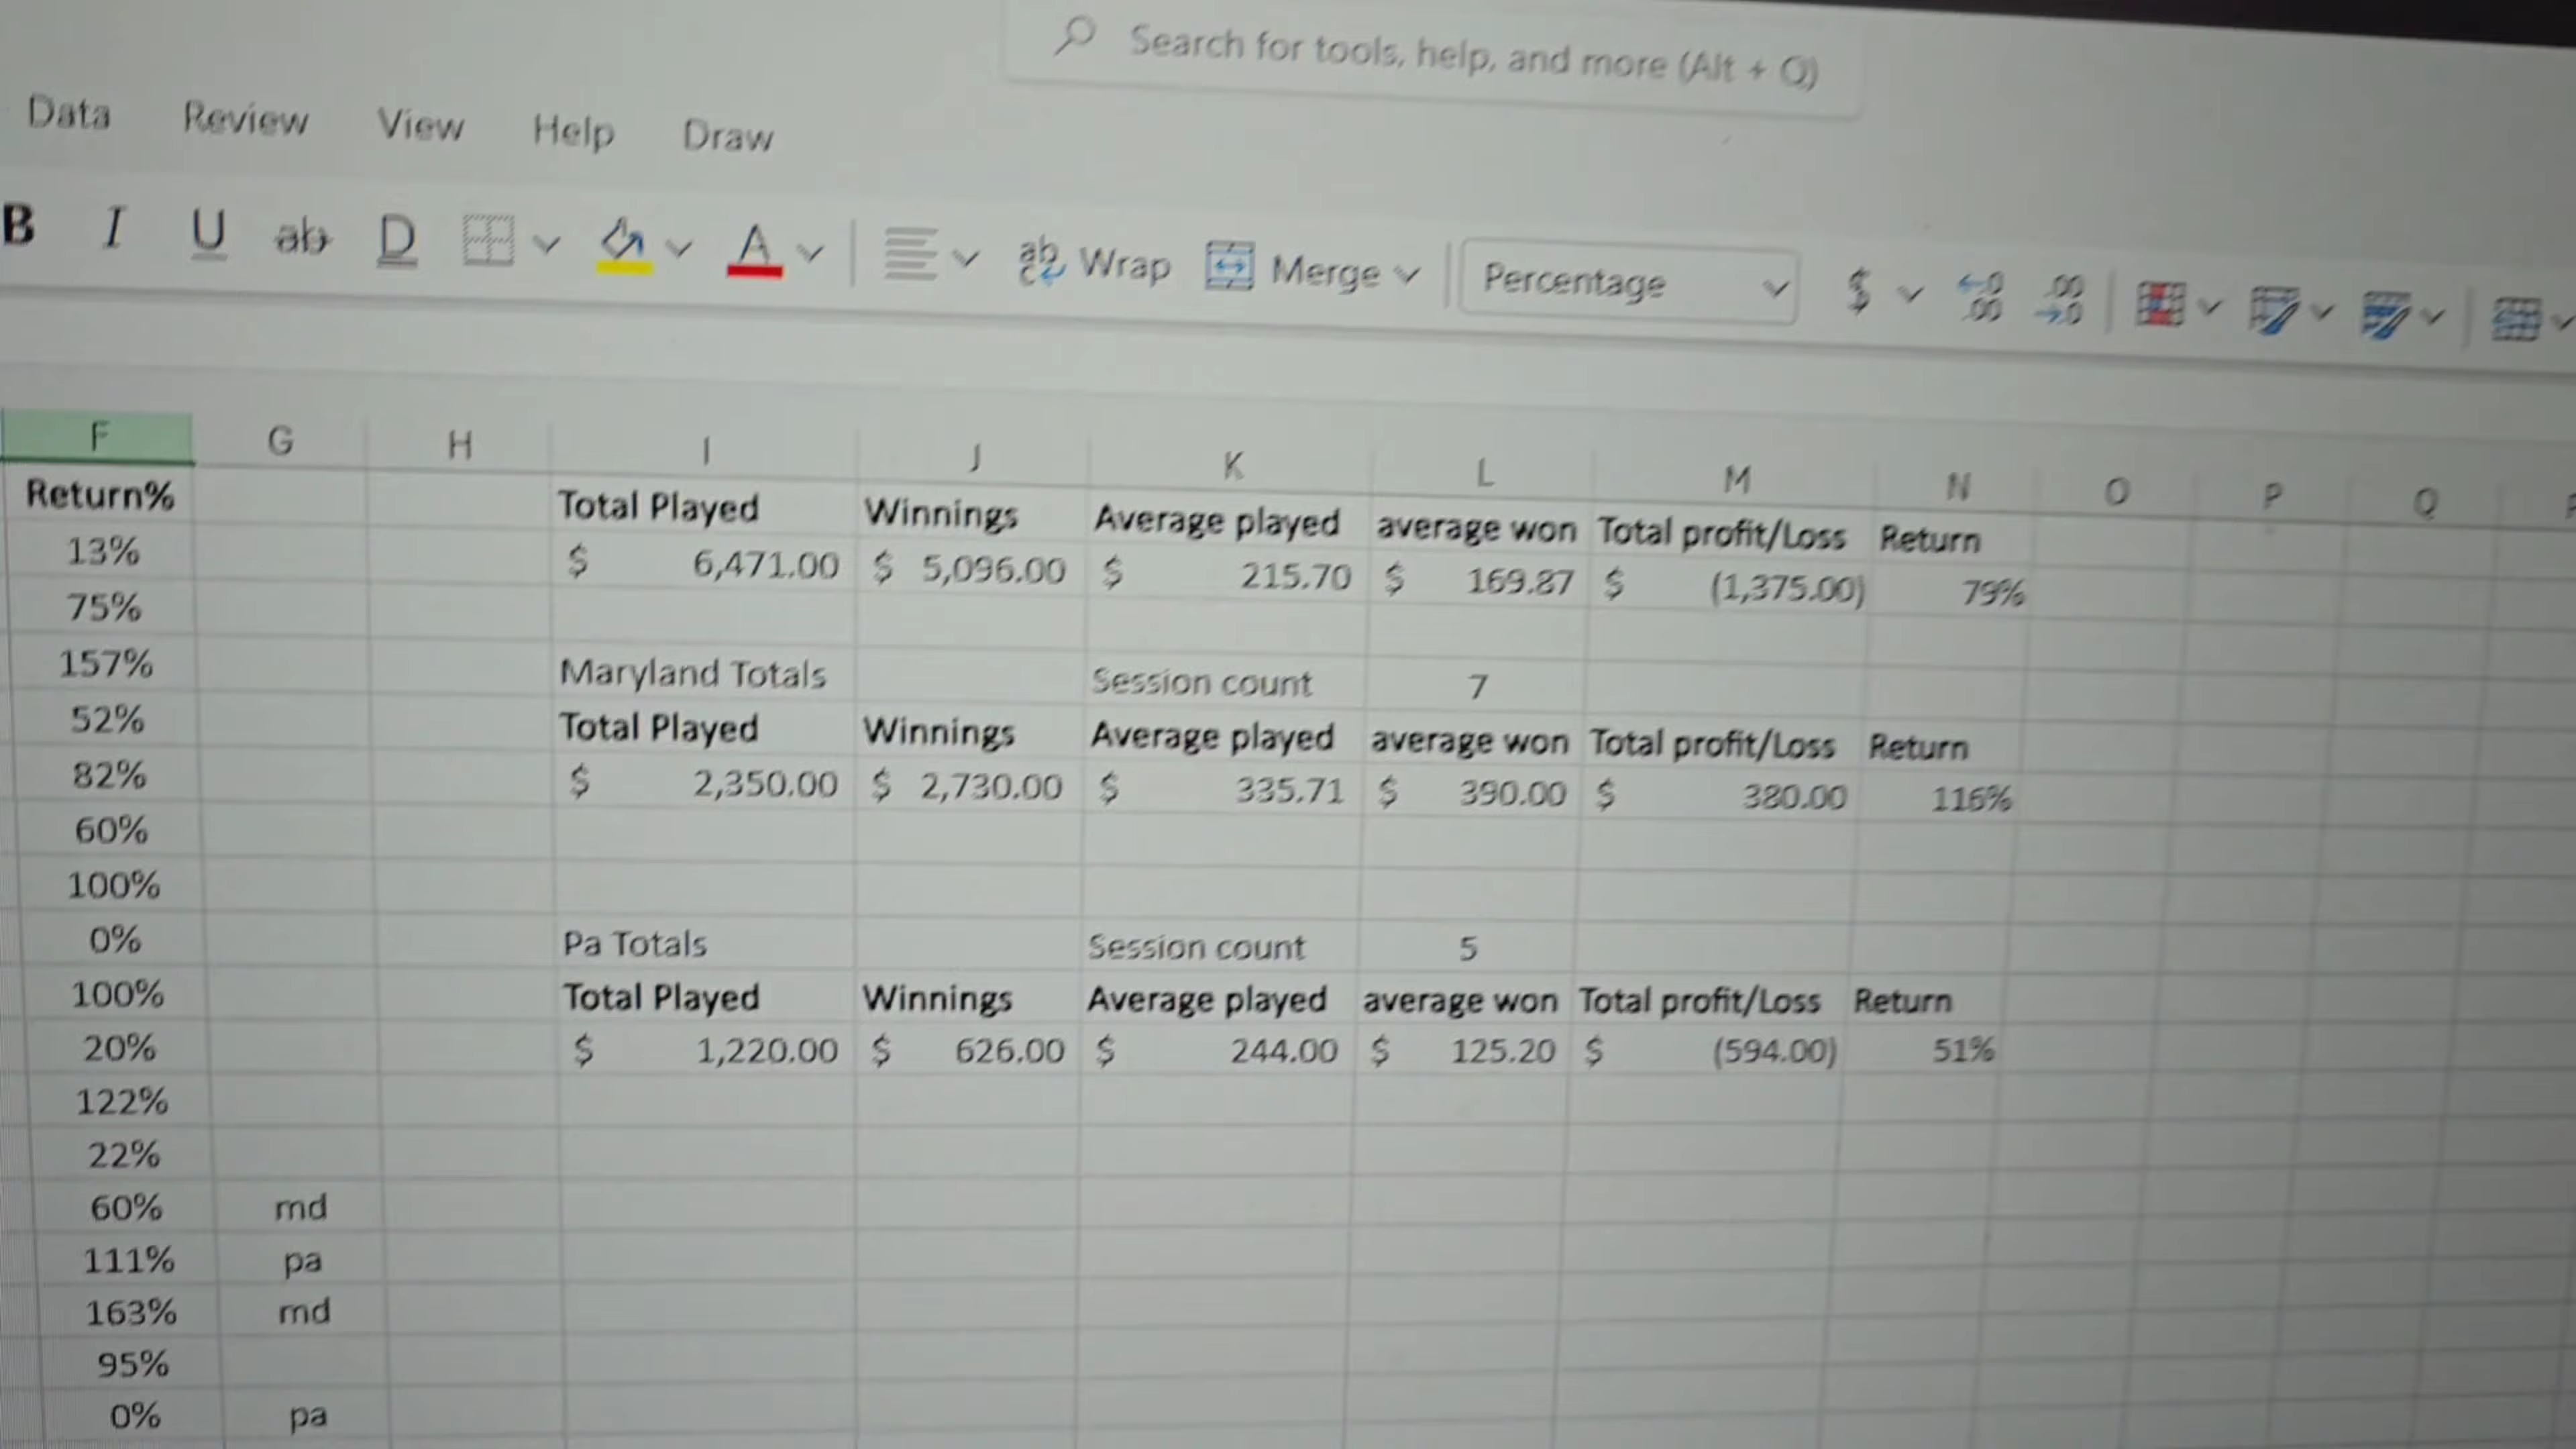 Search for tools, help, and more (Alt + Q)
Data Review View Help Draw
B I U ab D A ab Wrap Merge Percentage $ .00 .00
F G H I J K L M N O P Q
Return% Total Played Winnings Average played average won Total profit/Loss Return
13% $ 6,471.00 $ 5,096.00 $ 215.70 $ 169.87 $ (1,375.00) 79%
75%
157% Maryland Totals Session count 7
52% Total Played Winnings Average played average won Total profit/Loss Return
82% $ 2,350.00 $ 2,730.00 $ 335.71 $ 390.00 $ 380.00 116%
60%
100%
0% Pa Totals Session count 5
100% Total Played Winnings Average played average won Total profit/Loss Return
20% $ 1,220.00 $ 626.00 $ 244.00 $ 125.20 $ (594.00) 51%
122%
22%
60% md
111% pa
163% md
95%
0% pa